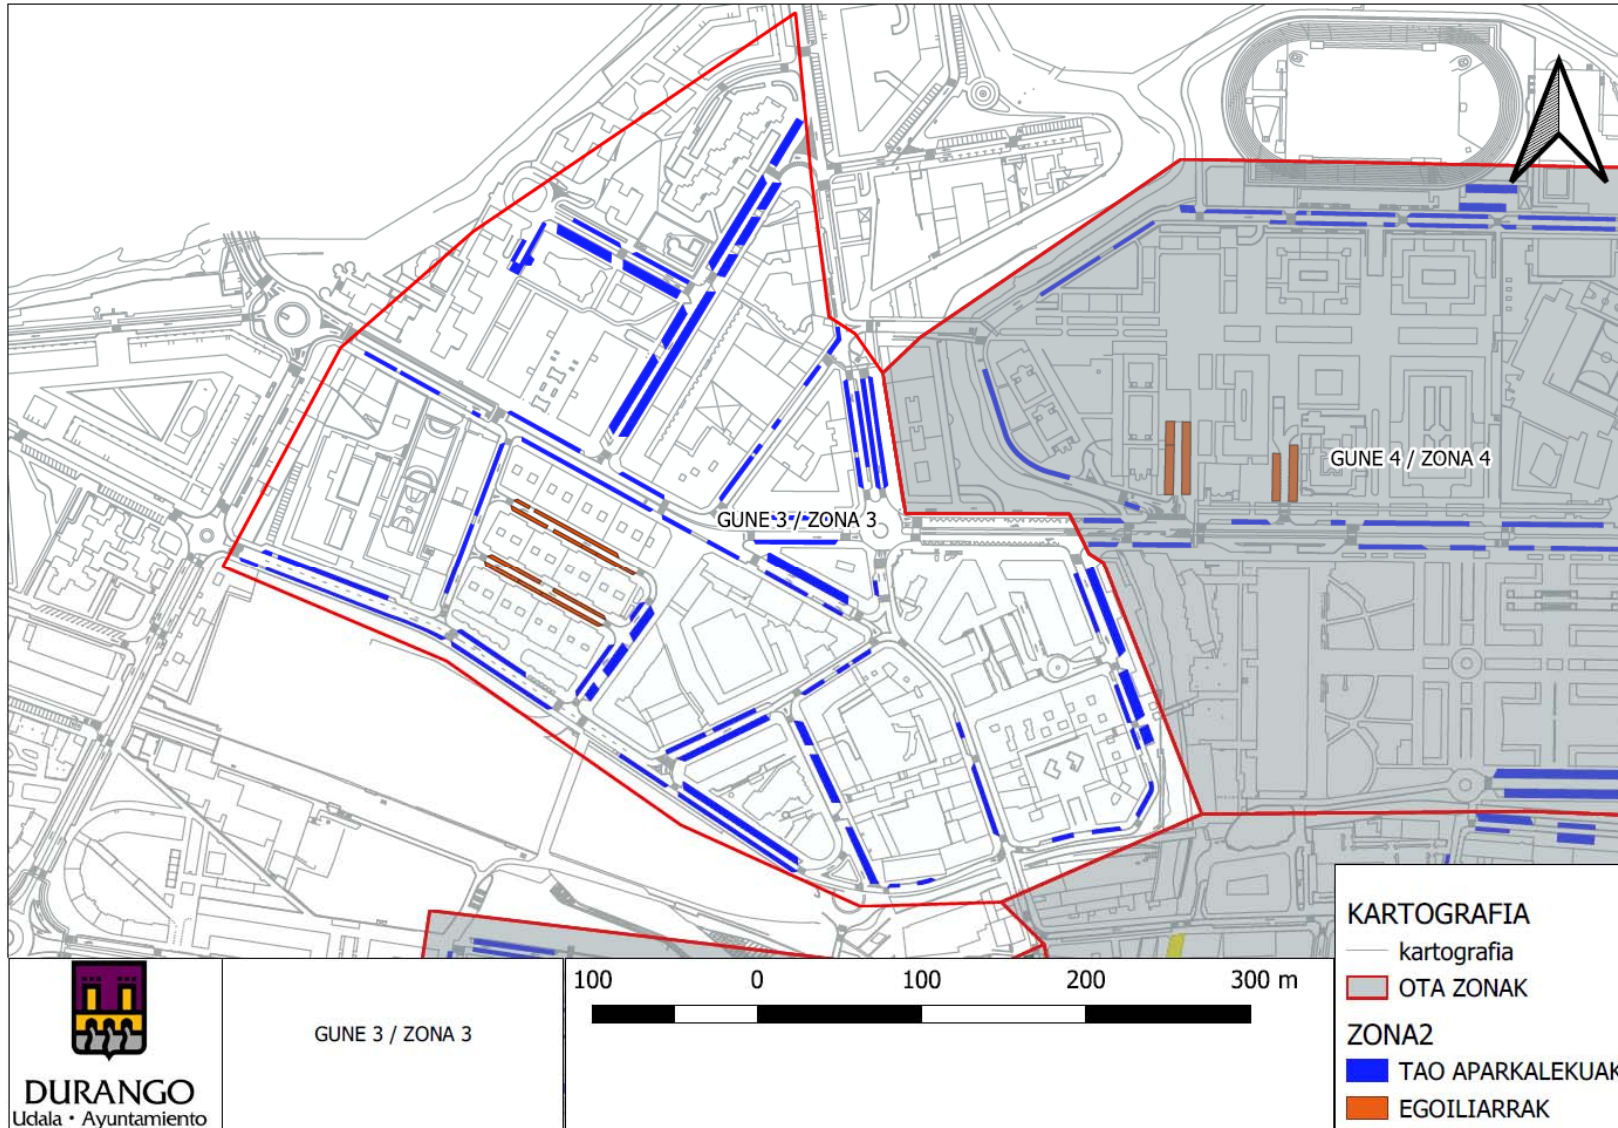 GUNE 4 / ZONA 4
GUNE 3 / ZONA 3
DURANGO
Udala • Ayuntamiento
GUNE 3 / ZONA 3
100 0 100 200 300 m
KARTOGRAFIA
kartografia
OTA ZONAK
ZONA2
TAO APARKALEKUAK
EGOILIARRAK